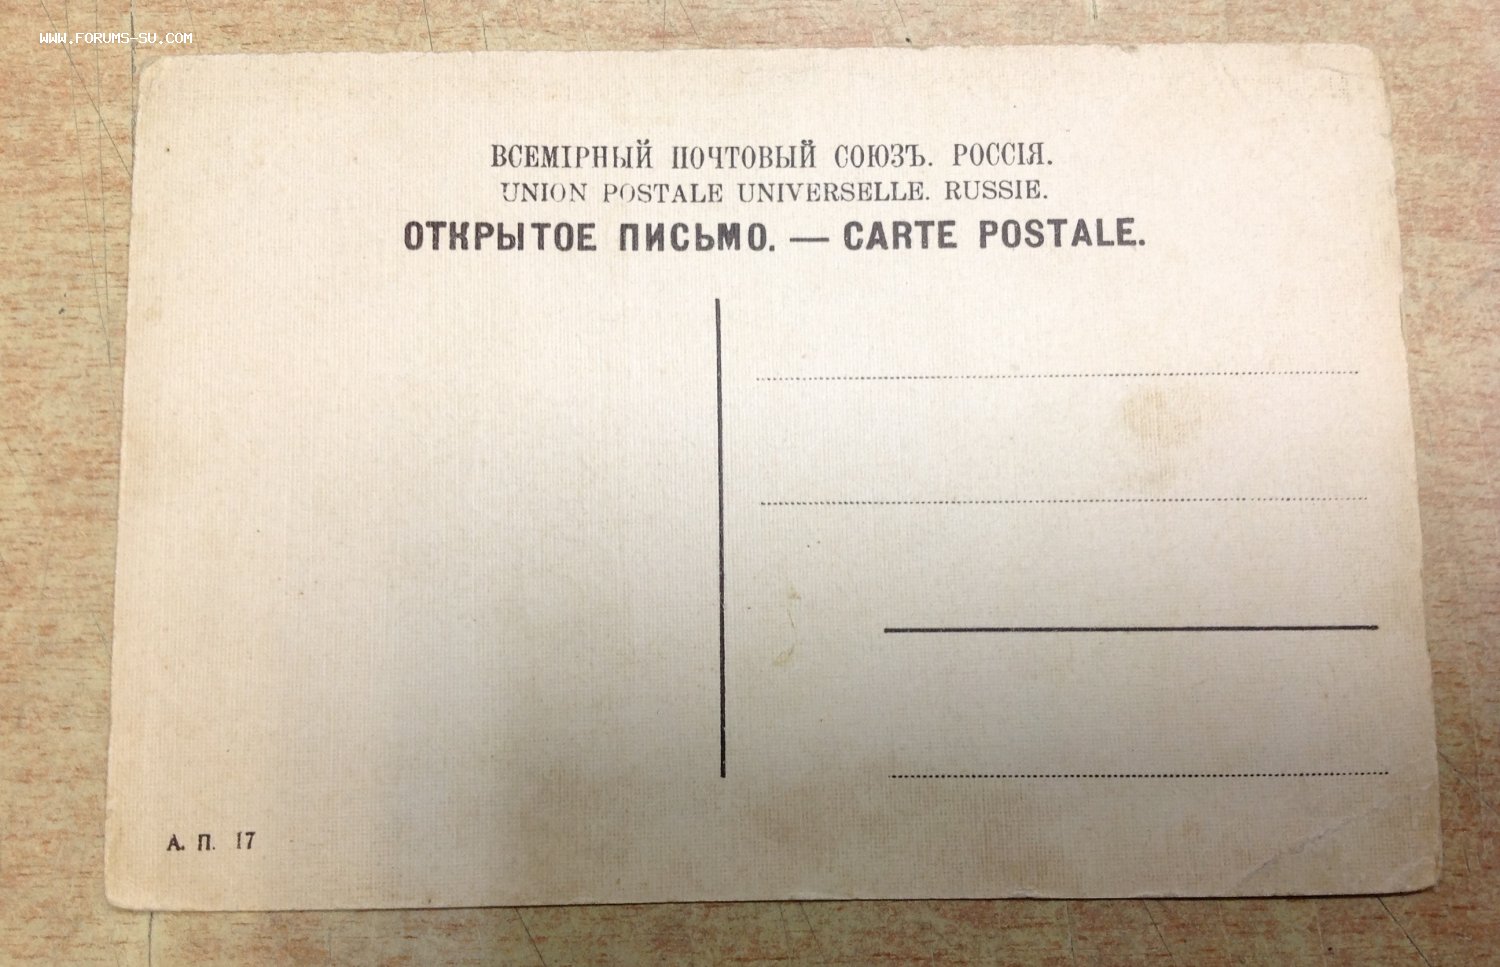 WWW.FORUMS-SU.COM
ВСЕМІРНЫЙ ПОЧТОВЫЙ СОЮЗЪ. РОССІЯ.
UNION POSTALE UNIVERSELLE. RUSSIE.
ОТКРЫТОЕ ПИСЬМО. — CARTE POSTALE.
А. П. 17